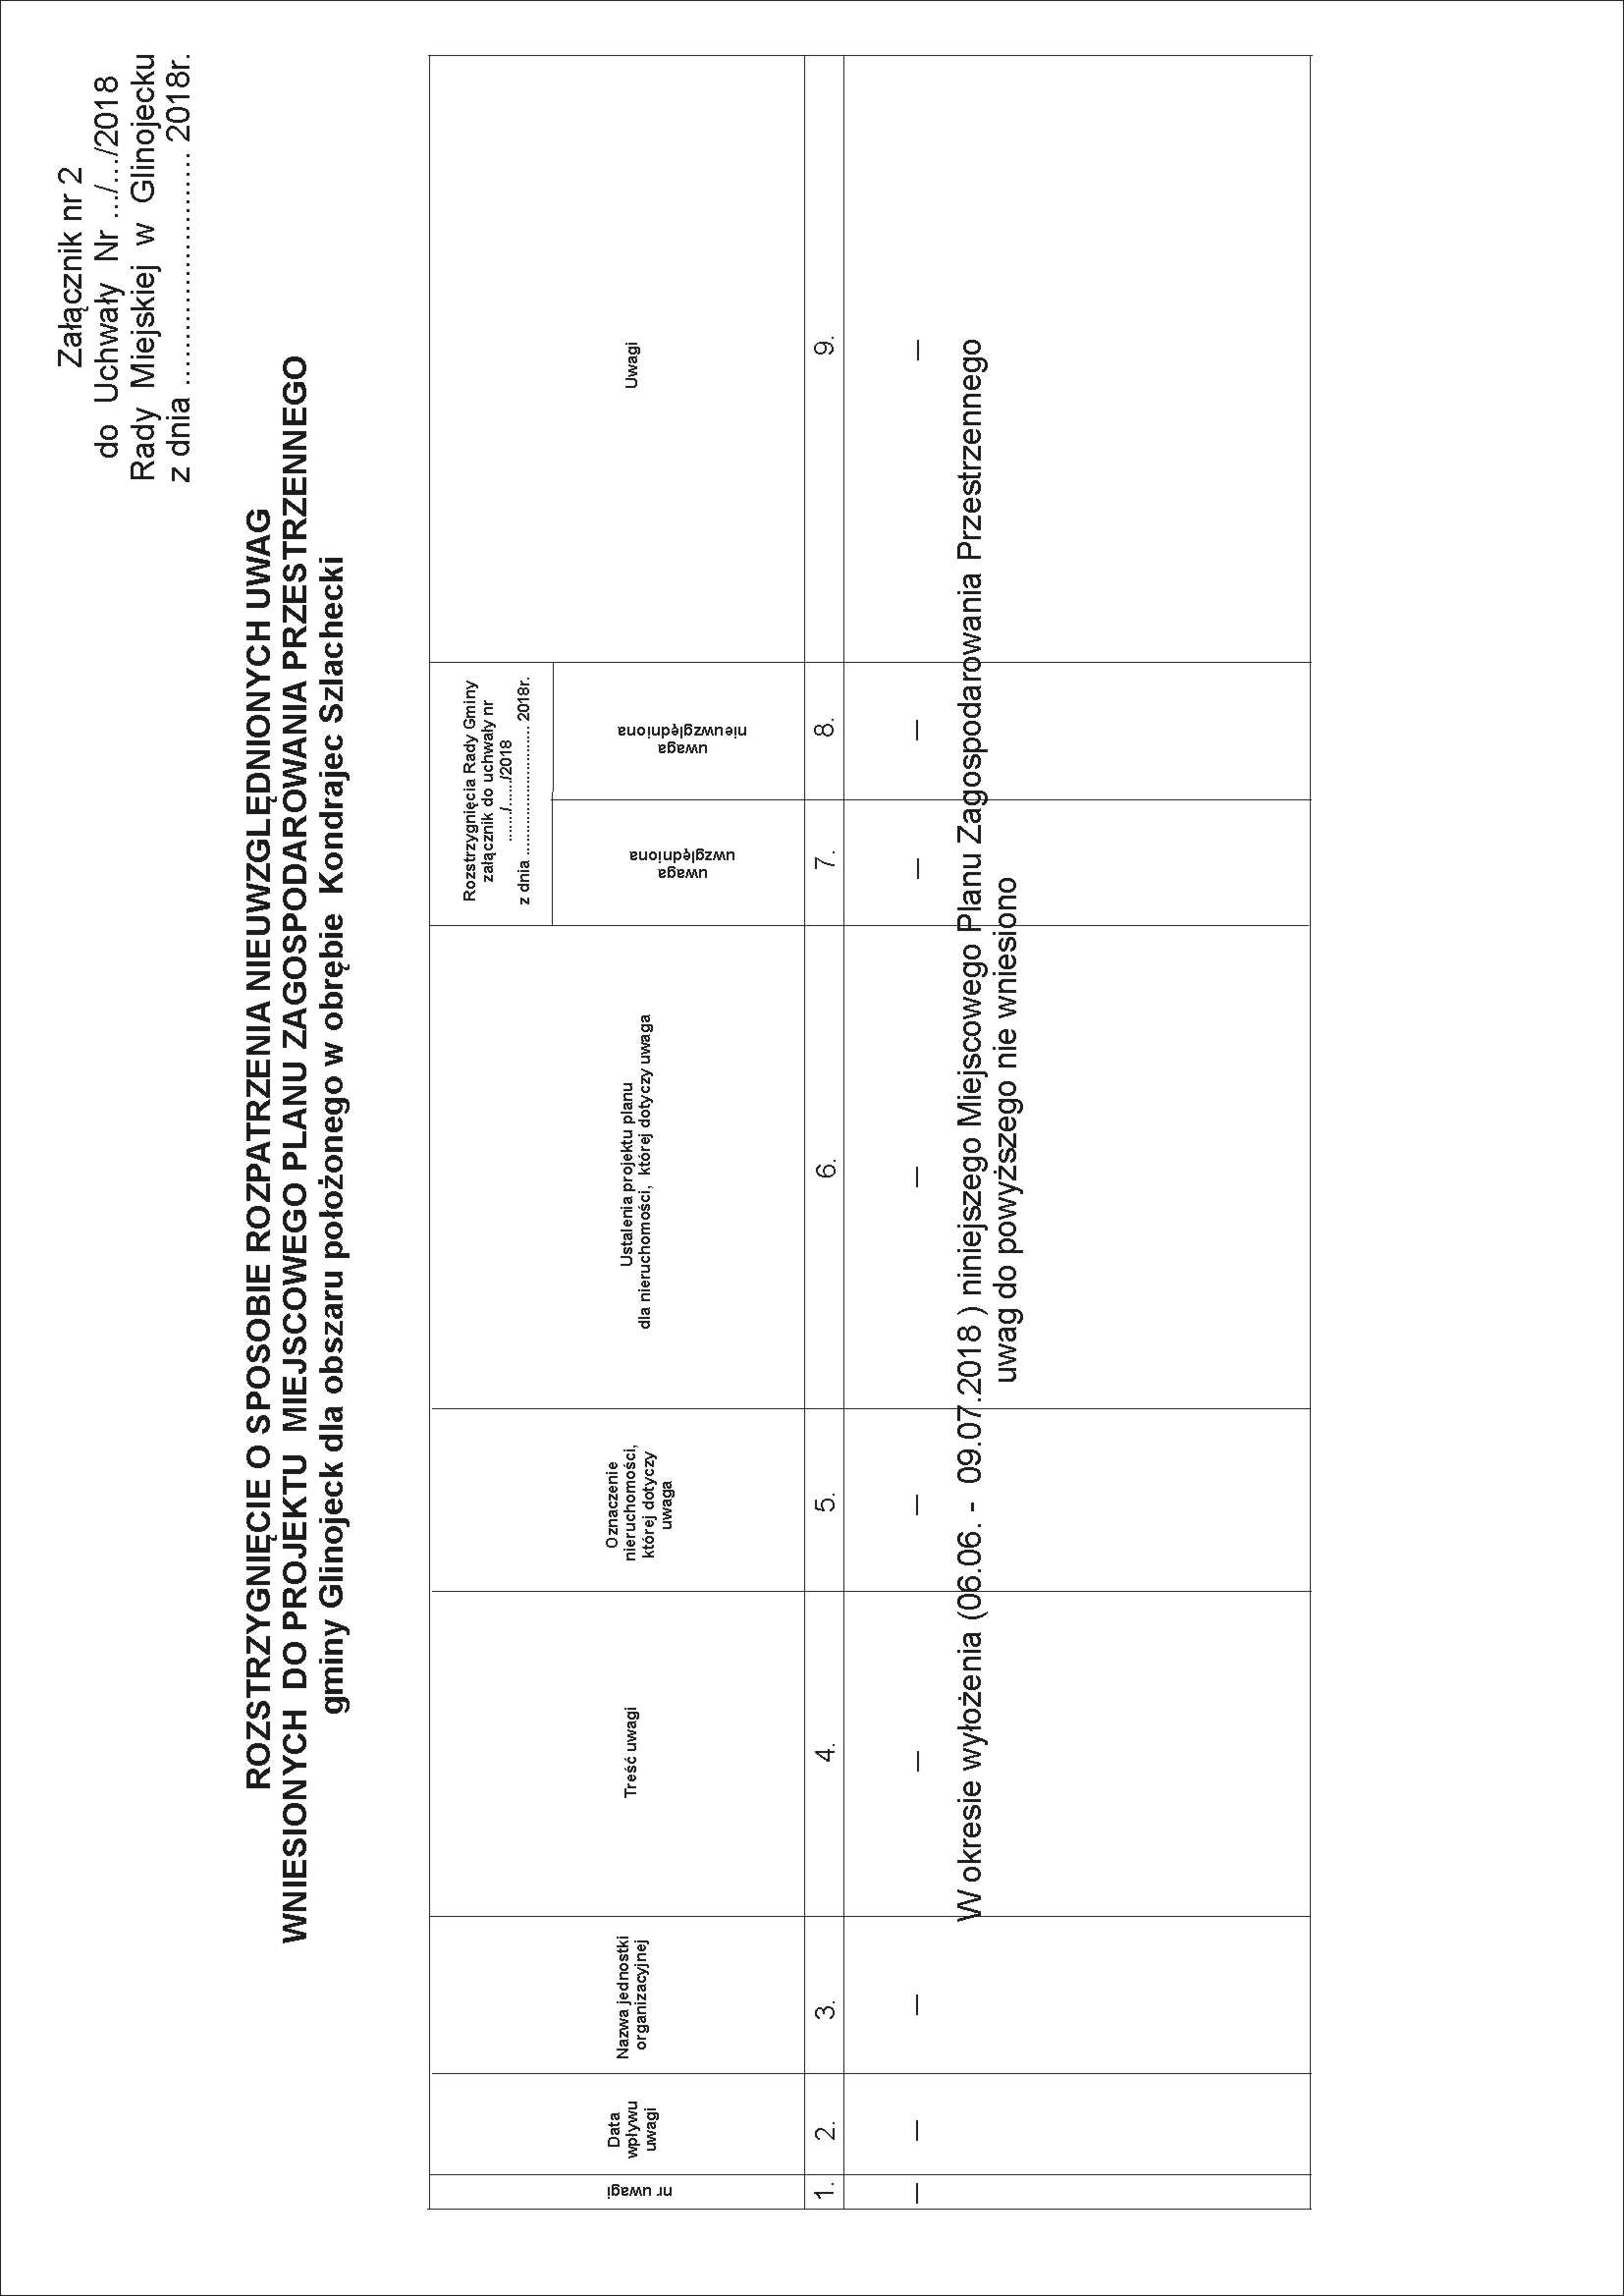 Załącznik nr 2
do Uchwały Nr .../.../2018
Rady Miejskiej w Glinojecku
z dnia ........................ 2018r.
ROZSTRZYGNIĘCIE O SPOSOBIE ROZPATRZENIA NIEUWZGLĘDNIONYCH UWAG
WNIESIONYCH DO PROJEKTU MIEJSCOWEGO PLANU ZAGOSPODAROWANIA PRZESTRZENNEGO
gminy Glinojeck dla obszaru położonego w obrębie Kondrajec Szlachecki
nr uwagi
Data
wpływu
uwagi
Nazwa jednostki
organizacyjnej
Treść uwagi
Oznaczenie
nieruchomości,
której dotyczy
uwaga
Ustalenia projektu planu
dla nieruchomości, której dotyczy uwaga
Rozstrzygnięcia Rady Gminy
załącznik do uchwały nr
......./....../2018
z dnia ................................ 2018r.
uwaga
uwzględniona
uwaga
nieuwzględniona
Uwagi
1. 2. 3. 4. 5. 6. 7. 8. 9.
– – – – – – – – –
W okresie wyłożenia (06.06. - 09.07.2018 ) niniejszego Miejscowego Planu Zagospodarowania Przestrzennego
uwag do powyższego nie wniesiono